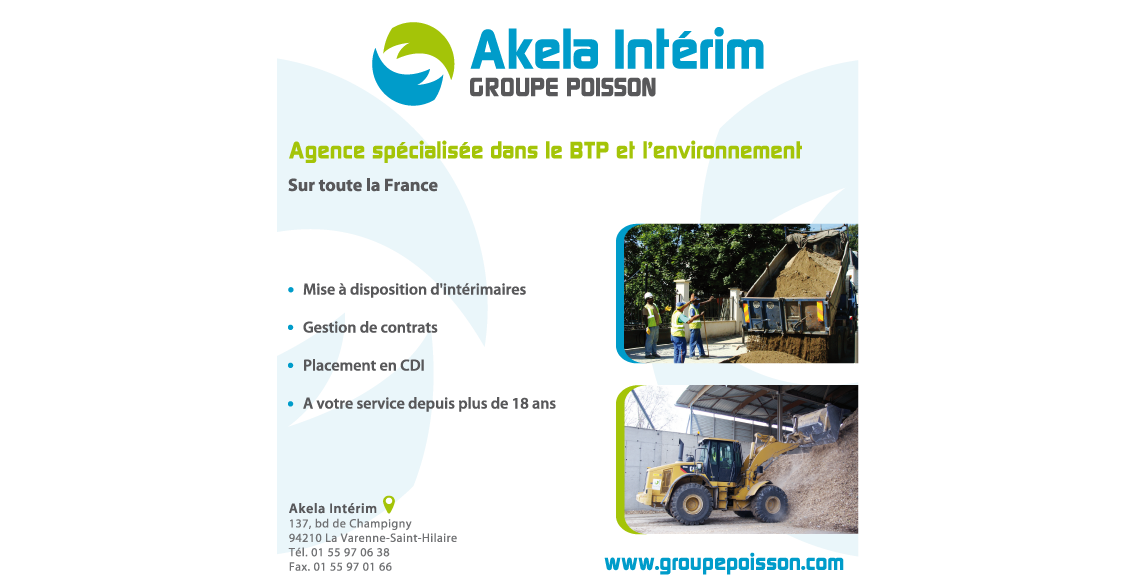 Akela Intérim
GROUPE POISSON
Agence spécialisée dans le BTP et l'environnement
Sur toute la France
• Mise à disposition d'intérimaires
• Gestion de contrats
• Placement en CDI
• A votre service depuis plus de 18 ans
Akela Intérim
137, bd de Champigny
94210 La Varenne-Saint-Hilaire
Tél. 01 55 97 06 38
Fax. 01 55 97 01 66
www.groupepoisson.com